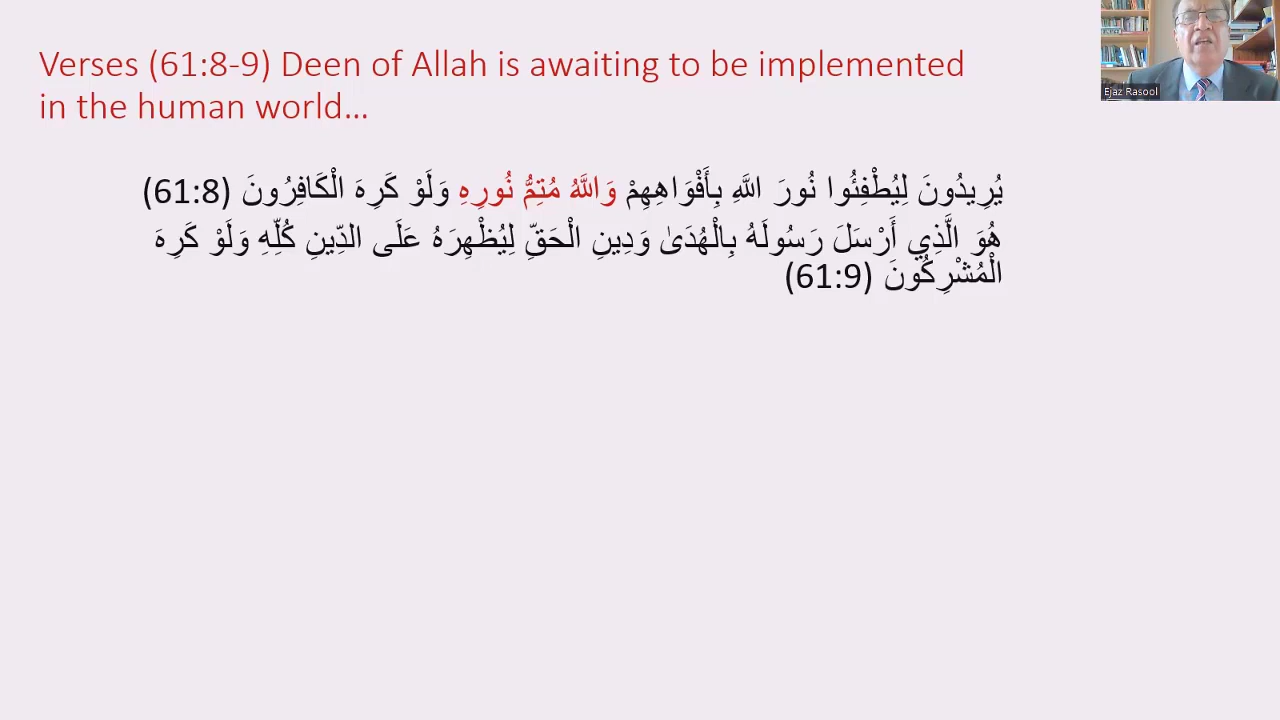 Verses (61:8-9) Deen of Allah is awaiting to be implemented
in the human world…
Ejaz Rasool
يُرِيدُونَ لِيُطْفِئُوا نُورَ اللَّهِ بِأَفْوَاهِهِمْ وَاللَّهُ مُتِمُّ نُورِهِ وَلَوْ كَرِهَ الْكَافِرُونَ (61:8)
هُوَ الَّذِي أَرْسَلَ رَسُولَهُ بِالْهُدَىٰ وَدِينِ الْحَقِّ لِيُظْهِرَهُ عَلَى الدِّينِ كُلِّهِ وَلَوْ كَرِهَ
الْمُشْرِكُونَ (61:9)